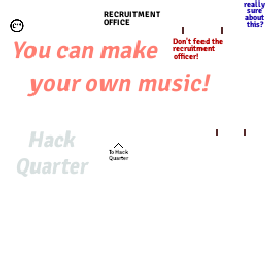 really
sure
about
this?
RECRUITMENT
OFFICE
Don't feed the
recruitment
officer!
You can make
your own music!
Hack
Quarter
To Hack
Quarter